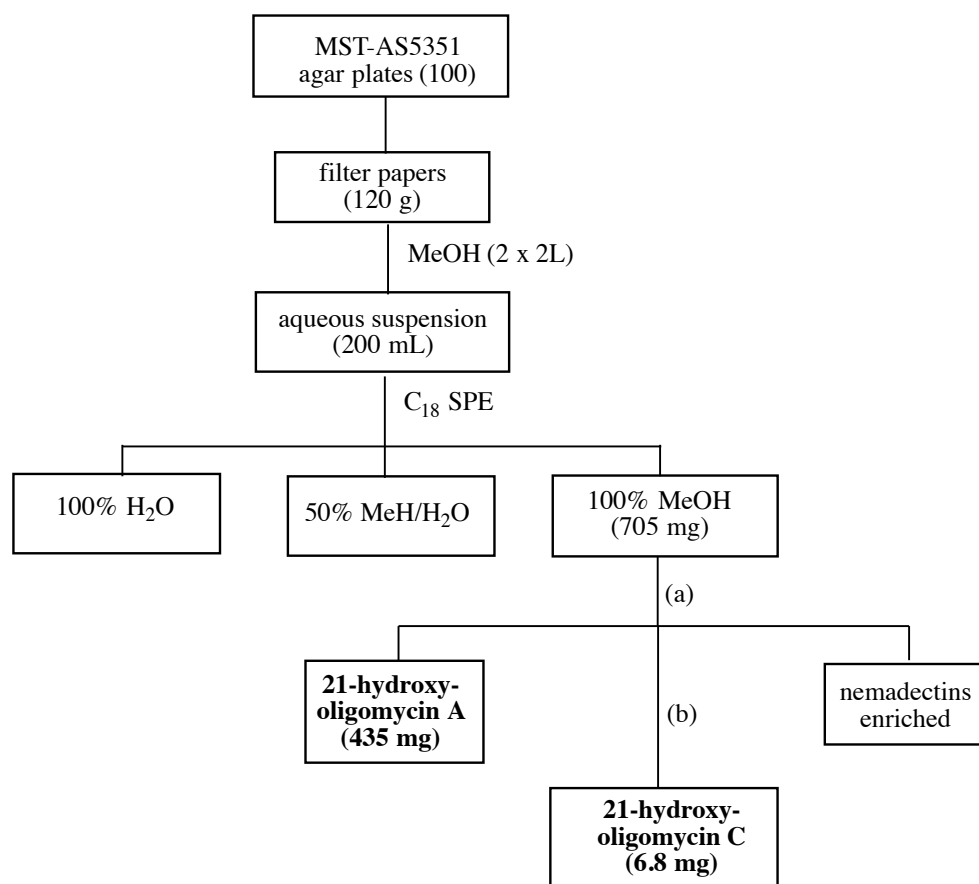 MST-AS5351
agar plates (100)
filter papers
(120 g)
MeOH (2 x 2L)
aqueous suspension
(200 mL)
C₁₈ SPE
100% H₂O
50% MeH/H₂O
100% MeOH
(705 mg)
(a)
21-hydroxy-
oligomycin A
(435 mg)
(b)
nemadectins
enriched
21-hydroxy-
oligomycin C
(6.8 mg)